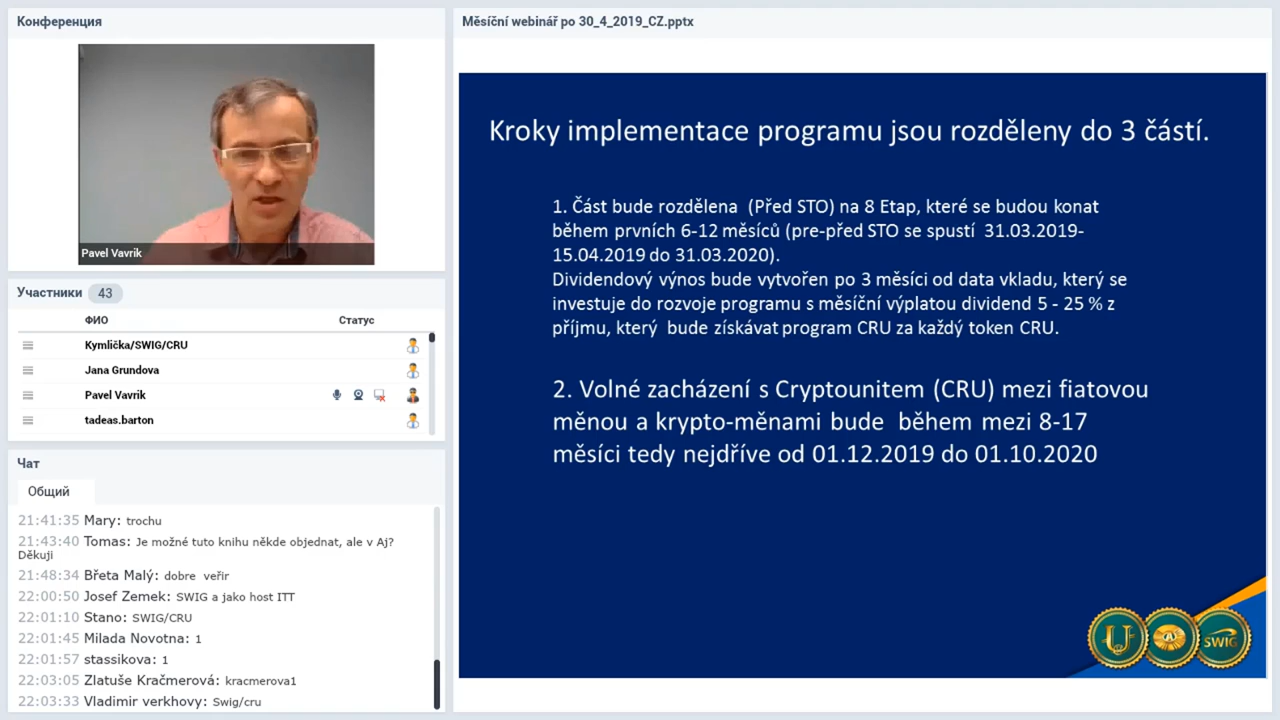 Конференция
Pavel Vavrik
Участники 43
ФИО Статус
Kymlička/SWIG/CRU
Jana Grundova
Pavel Vavrik
tadeas.barton
Чат
Общий
21:41:35 Mary: trochu
21:43:40 Tomas: Je možné tuto knihu někde objednat, ale v Aj?
Děkuji
21:48:34 Břeta Malý: dobre veřir
22:00:50 Josef Zemek: SWIG a jako host ITT
22:01:10 Stano: SWIG/CRU
22:01:45 Milada Novotna: 1
22:01:57 stassikova: 1
22:03:05 Zlatuše Kračmerová: kracmerova1
22:03:33 Vladimir verkhovy: Swig/cru
Měsíční webinář po 30_4_2019_CZ.pptx
Kroky implementace programu jsou rozděleny do 3 částí.
1. Část bude rozdělena (Před STO) na 8 Etap, které se budou konat
během prvních 6-12 měsíců (pre-před STO se spustí 31.03.2019-
15.04.2019 do 31.03.2020).
Dividendový výnos bude vytvořen po 3 měsíci od data vkladu, který se
investuje do rozvoje programu s měsíční výplatou dividend 5 - 25 % z
příjmu, který bude získávat program CRU za každý token CRU.
2. Volné zacházení s Cryptounitem (CRU) mezi fiatovou
měnou a krypto-měnami bude během mezi 8-17
měsíci tedy nejdříve od 01.12.2019 do 01.10.2020
SWIG